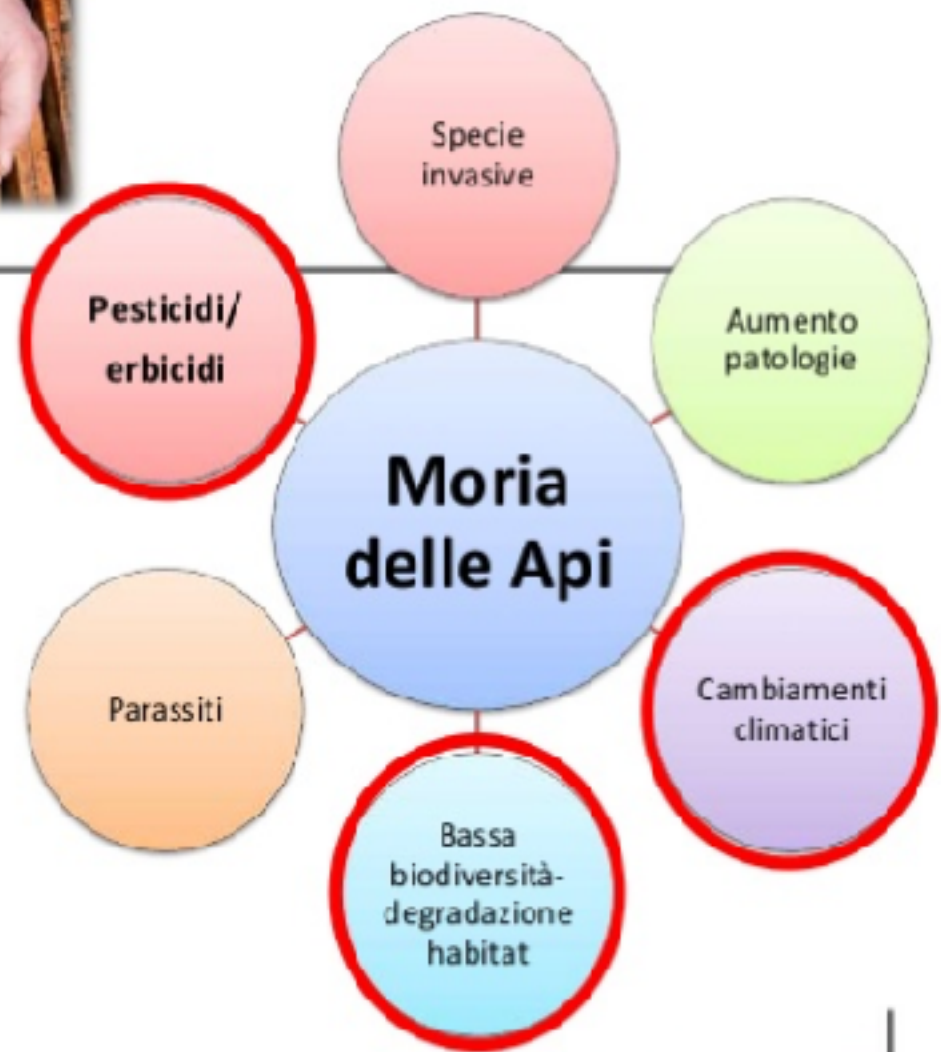 Specie
invasive
Pesticidi/
erbicidi
Aumento
patologie
Moria
delle Api
Parassiti
Cambiamenti
climatici
Bassa
biodiversità-
degradazione
habitat